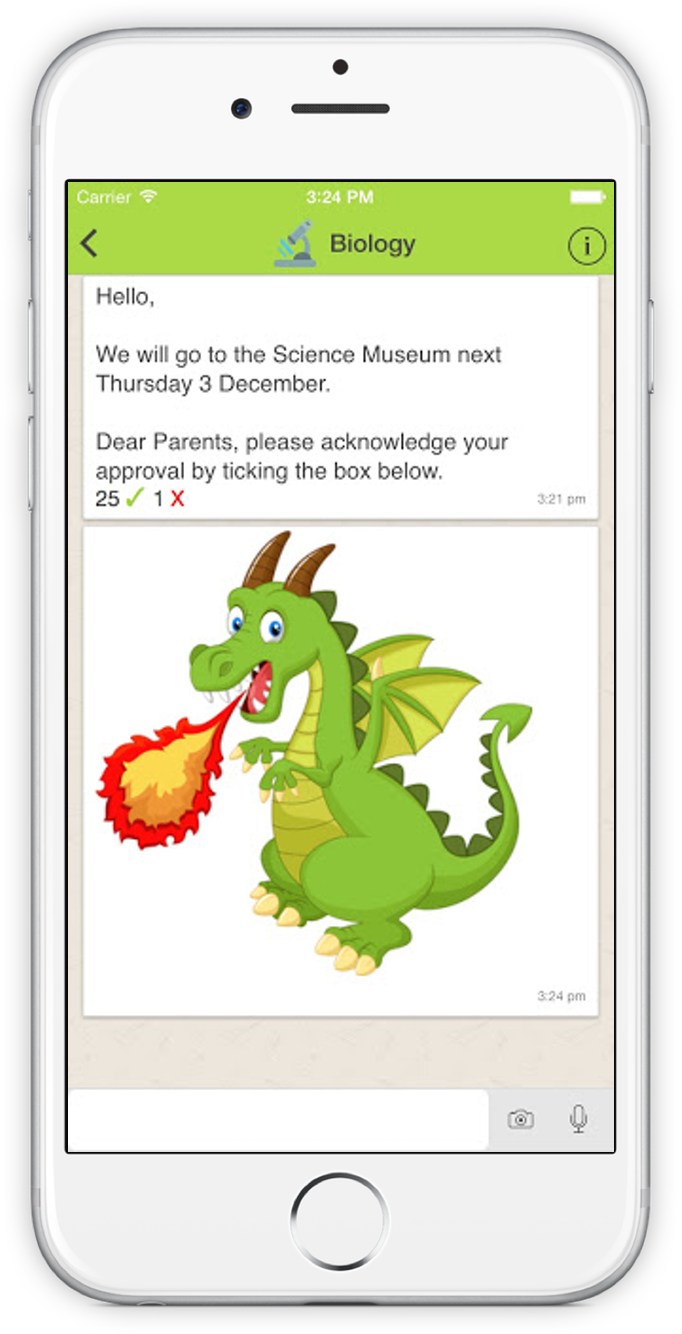 Carrier 3:24 PM
Biology
Hello,
We will go to the Science Museum next
Thursday 3 December.
Dear Parents, please acknowledge your
approval by ticking the box below.
25 ✓ 1 X 3:21 pm
3:24 pm